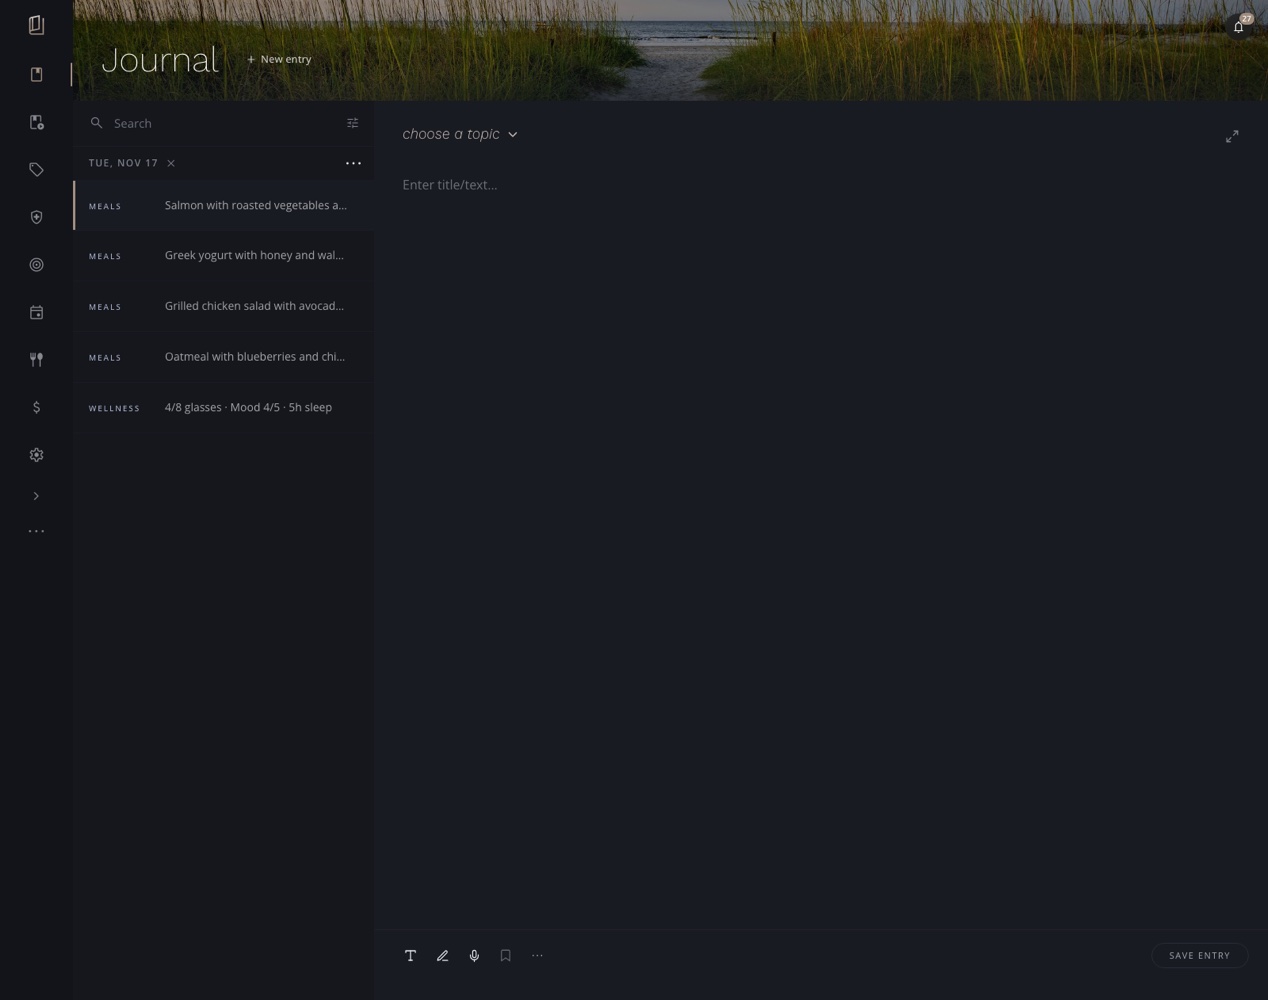 27
Journal
+ New entry
Search
TUE, NOV 17
MEALS Salmon with roasted vegetables a...
MEALS Greek yogurt with honey and wal...
MEALS Grilled chicken salad with avocad...
MEALS Oatmeal with blueberries and chi...
WELLNESS 4/8 glasses · Mood 4/5 · 5h sleep
choose a topic
Enter title/text...
SAVE ENTRY